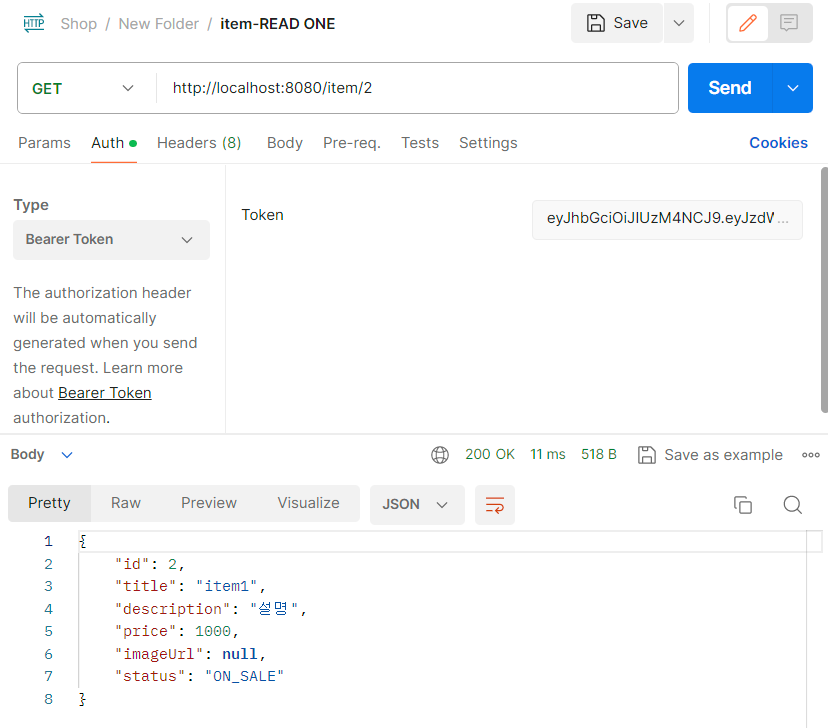 HTTP Shop / New Folder / item-READ ONE Save
GET http://localhost:8080/item/2 Send
Params Auth Headers (8) Body Pre-req. Tests Settings Cookies
Type
Token eyJhbGciOiJIUzM4NCJ9.eyJzdW...
Bearer Token
The authorization header
will be automatically
generated when you send
the request. Learn more
about Bearer Token
authorization.
Body 200 OK 11 ms 518 B Save as example
Pretty Raw Preview Visualize JSON
1 {
2 "id": 2,
3 "title": "item1",
4 "description": "설명",
5 "price": 1000,
6 "imageUrl": null,
7 "status": "ON_SALE"
8 }